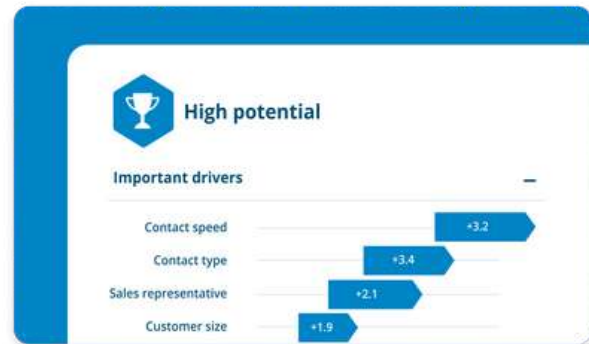 High potential
Important drivers
Contact speed +3.2
Contact type +3.4
Sales representative +2.1
Customer size +1.9